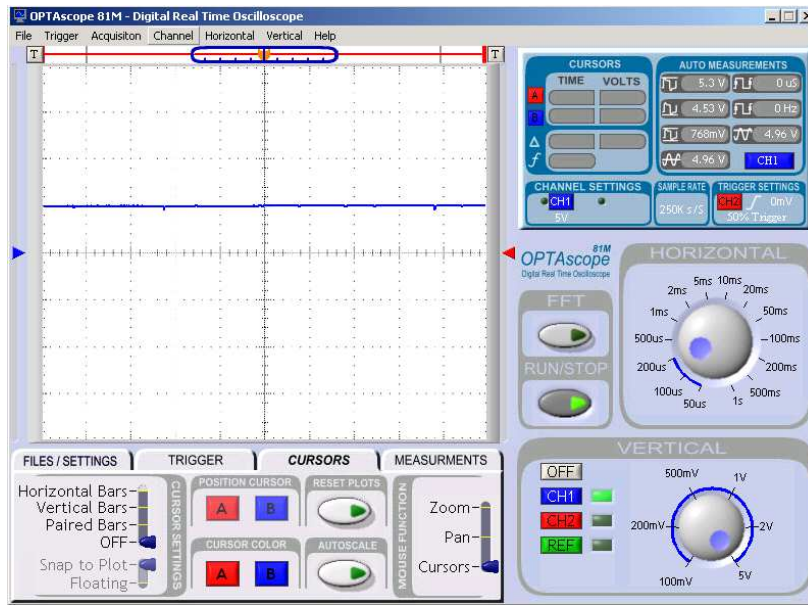 OPTAscope 81M - Digital Real Time Oscilloscope
File Trigger Acquisiton Channel Horizontal Vertical Help
T T
CURSORS
TIME VOLTS
A
B
Δ
f
AUTO MEASUREMENTS
5.3 V 0 uS
4.53 V 0 Hz
768mV 4.96 V
4.96 V CH1
CHANNEL SETTINGS
CH1
5V
SAMPLE RATE
250K s/S
TRIGGER SETTINGS
CH2 0mV
50% Trigger
81M
OPTAscope
Digital Real Time Oscilloscope
FFT
RUN/STOP
HORIZONTAL
5ms 10ms
2ms 20ms
1ms 50ms
500us 100ms
200us 200ms
100us 500ms
50us 1s
FILES / SETTINGS TRIGGER CURSORS MEASURMENTS
Horizontal Bars
Vertical Bars
Paired Bars
OFF
Snap to Plot
Floating
CURSOR SETTINGS
POSITION CURSOR
A B
CURSOR COLOR
A B
RESET PLOTS
AUTOSCALE
MOUSE FUNCTION
Zoom
Pan
Cursors
VERTICAL
OFF
CH1
CH2
REF
500mV 1V
200mV 2V
100mV 5V